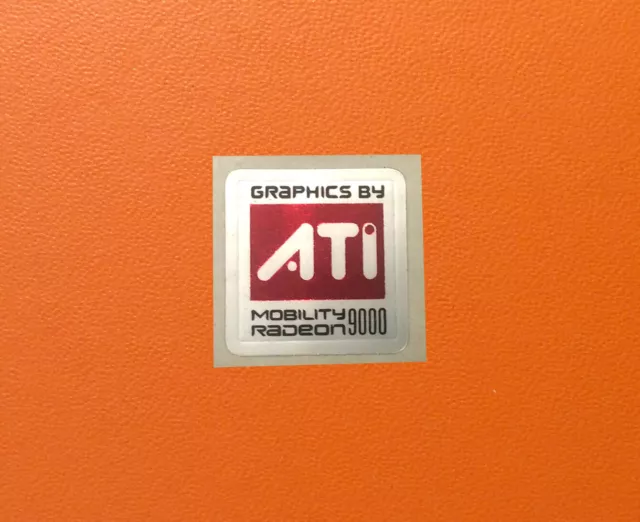 GRAPHICS BY
ATI
MOBILITY
RADEON 9000